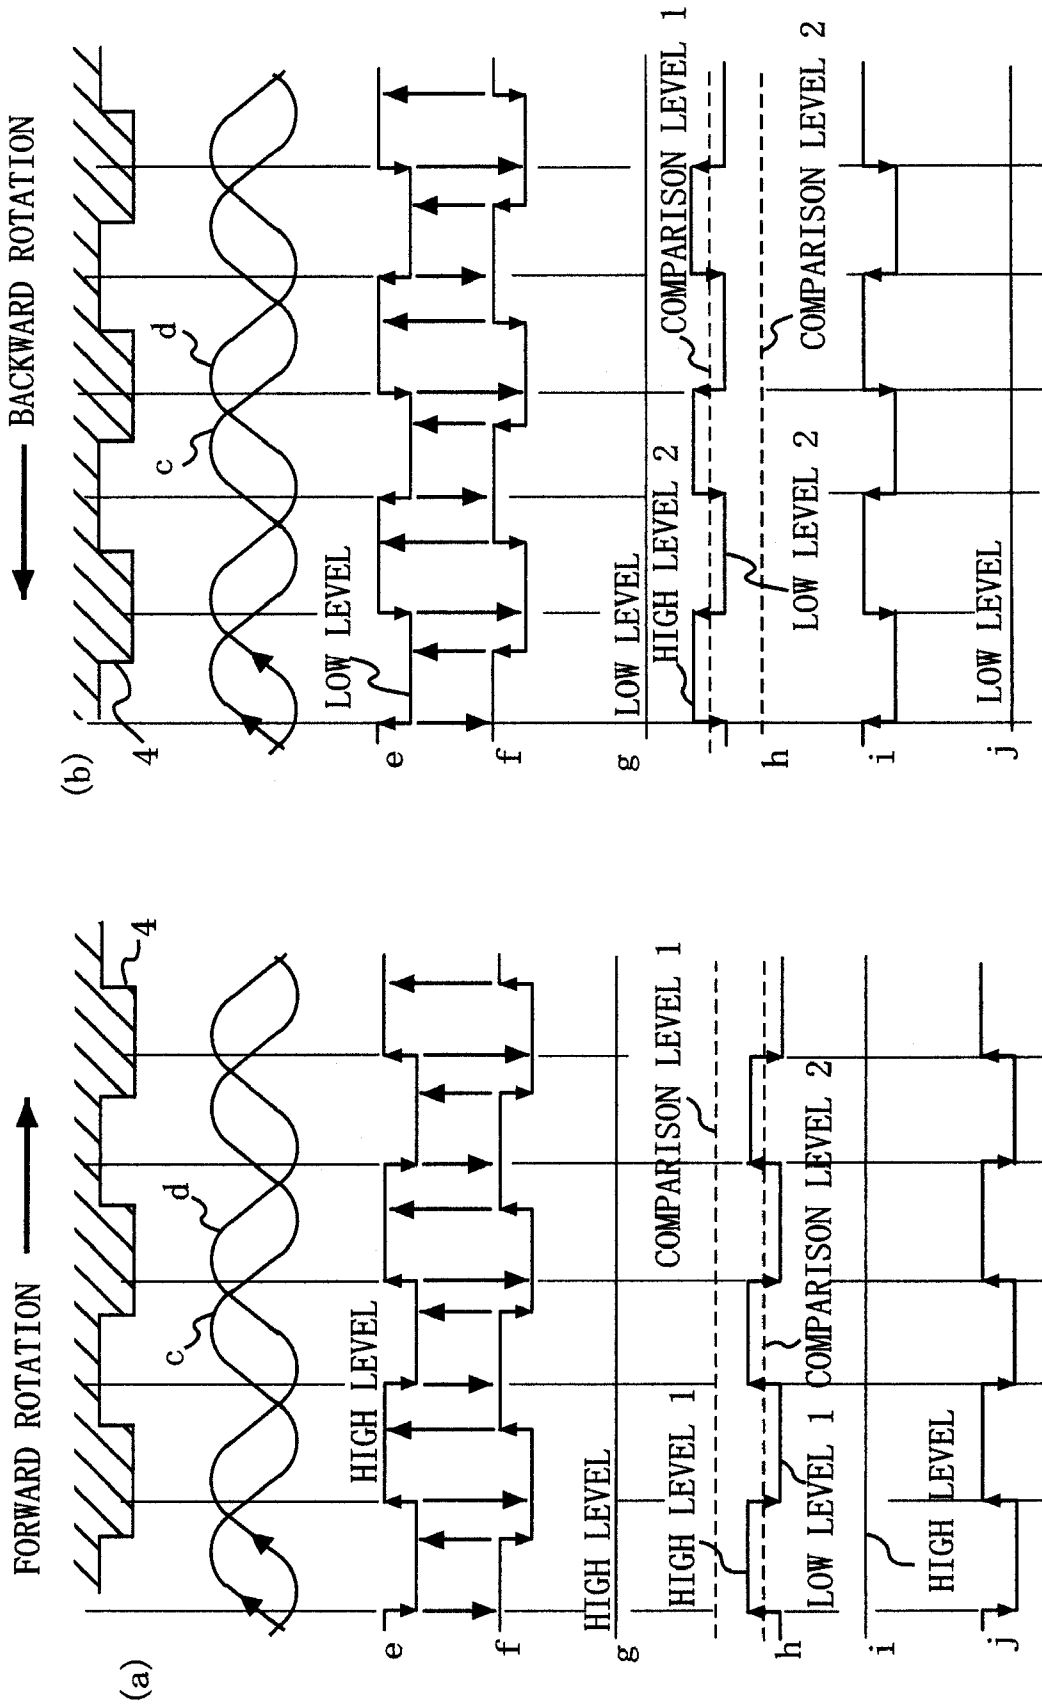 (a)
FORWARD ROTATION
4
c
d
HIGH LEVEL
e
f
HIGH LEVEL
g
COMPARISON LEVEL 1
HIGH LEVEL 1
h
LOW LEVEL 1
COMPARISON LEVEL 2
i
HIGH LEVEL
j
(b)
BACKWARD ROTATION
4
c
d
LOW LEVEL
e
f
LOW LEVEL
g
HIGH LEVEL 2
COMPARISON LEVEL 1
h
LOW LEVEL 2
COMPARISON LEVEL 2
i
LOW LEVEL
j